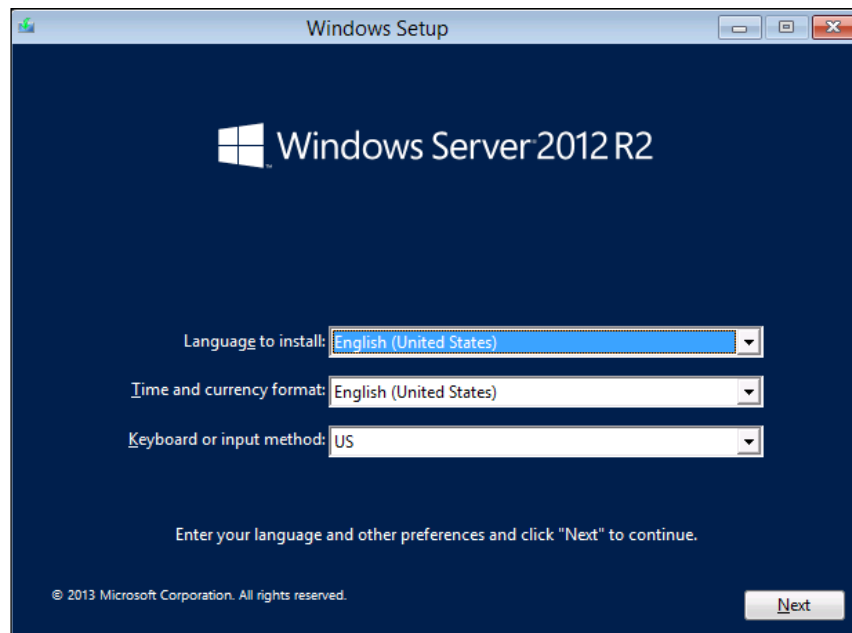 Windows Setup
Windows Server 2012 R2
Language to install: English (United States)
Time and currency format: English (United States)
Keyboard or input method: US
Enter your language and other preferences and click "Next" to continue.
© 2013 Microsoft Corporation. All rights reserved.
Next